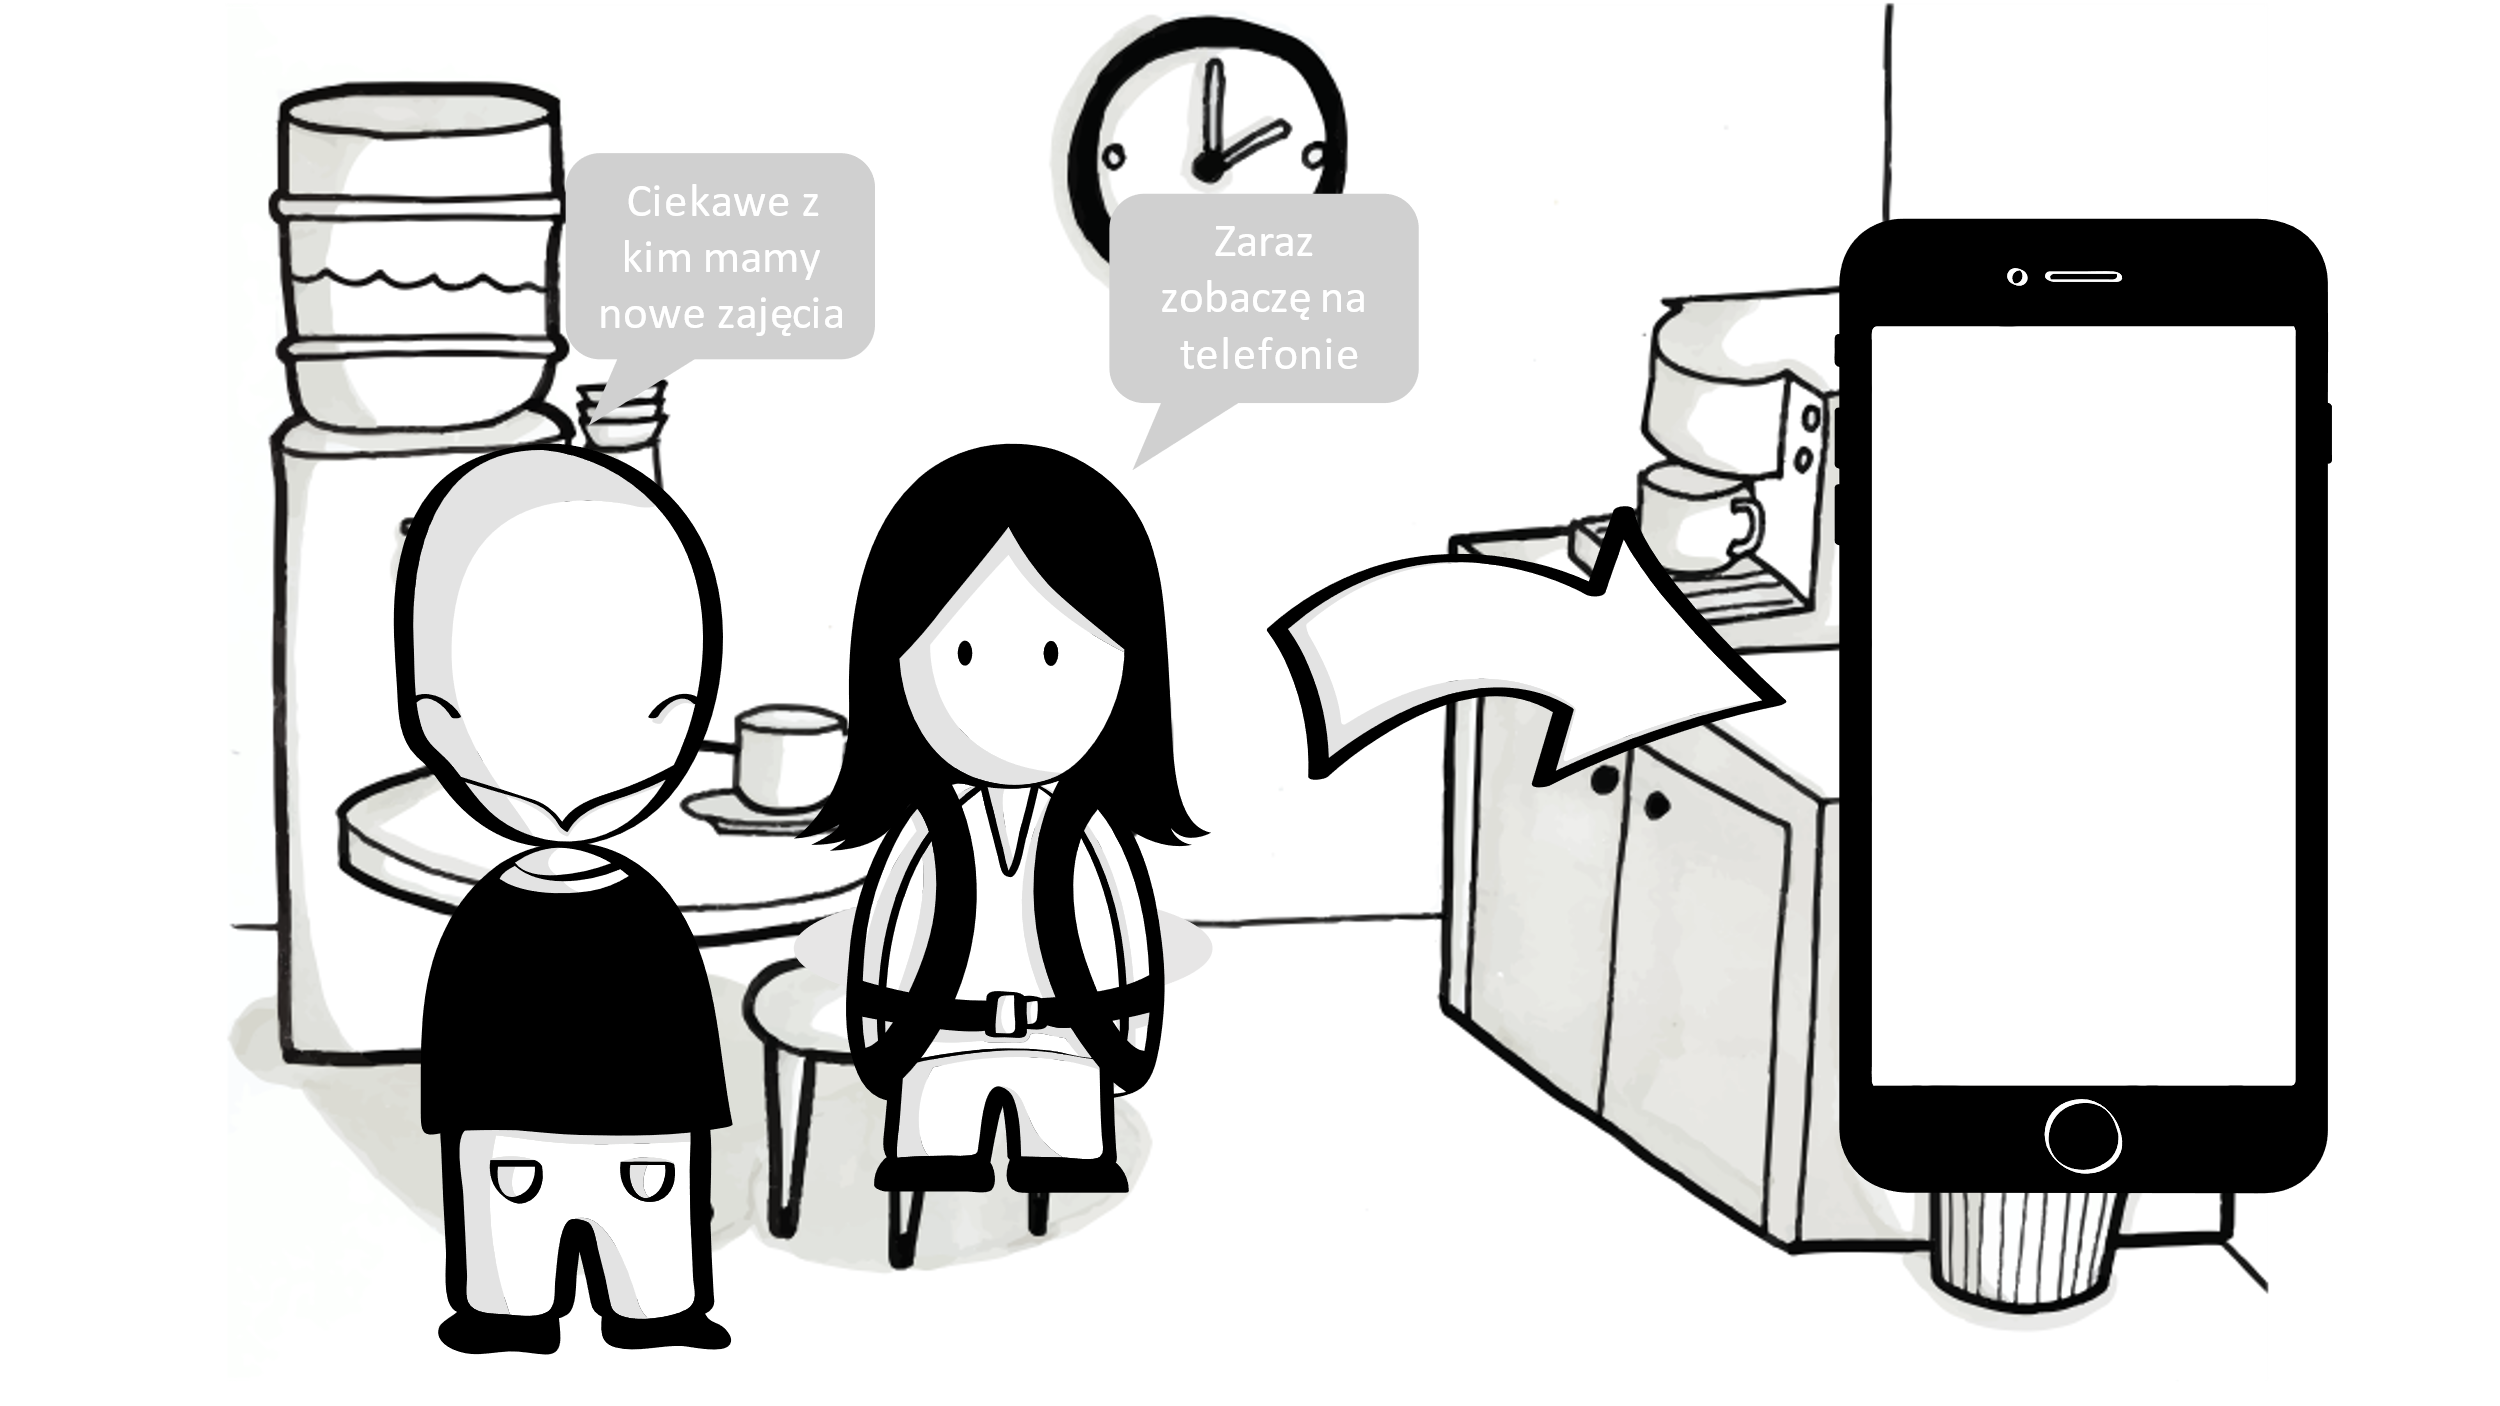 Ciekawe z
kim mamy
nowe zajęcia
Zaraz
zobaczę na
telefonie